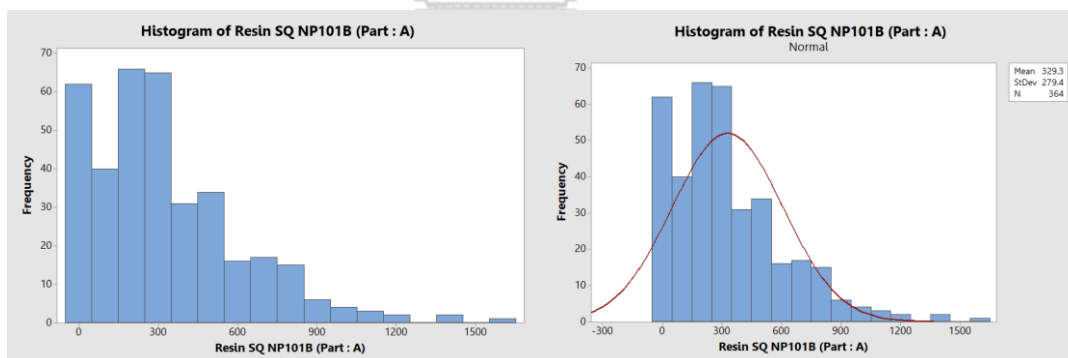 Histogram of Resin SQ NP101B (Part : A)
70
60
50
40
30
20
10
0
Frequency
0 300 600 900 1200 1500
Resin SQ NP101B (Part : A)
Histogram of Resin SQ NP101B (Part : A)
Normal
70
60
50
40
30
20
10
0
Frequency
-300 0 300 600 900 1200 1500
Resin SQ NP101B (Part : A)
Mean 329.3
StDev 279.4
N 364